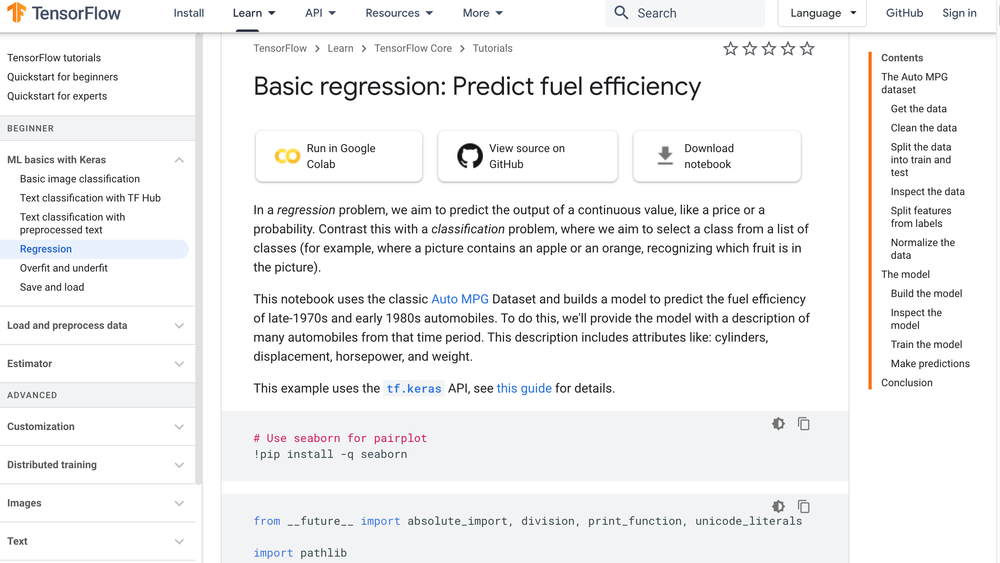 TensorFlow
Install
Learn
API
Resources
More
Search
Language
GitHub
Sign in
TensorFlow tutorials
Quickstart for beginners
Quickstart for experts
BEGINNER
ML basics with Keras
Basic image classification
Text classification with TF Hub
Text classification with
preprocessed text
Regression
Overfit and underfit
Save and load
Load and preprocess data
Estimator
ADVANCED
Customization
Distributed training
Images
Text
TensorFlow > Learn > TensorFlow Core > Tutorials
Basic regression: Predict fuel efficiency
Run in Google
Colab
View source on
GitHub
Download
notebook
In a regression problem, we aim to predict the output of a continuous value, like a price or a
probability. Contrast this with a classification problem, where we aim to select a class from a list of
classes (for example, where a picture contains an apple or an orange, recognizing which fruit is in
the picture).
This notebook uses the classic Auto MPG Dataset and builds a model to predict the fuel efficiency
of late-1970s and early 1980s automobiles. To do this, we'll provide the model with a description of
many automobiles from that time period. This description includes attributes like: cylinders,
displacement, horsepower, and weight.
This example uses the tf.keras API, see this guide for details.
# Use seaborn for pairplot
!pip install -q seaborn
from __future__ import absolute_import, division, print_function, unicode_literals
import pathlib
Contents
The Auto MPG
dataset
Get the data
Clean the data
Split the data
into train and
test
Inspect the data
Split features
from labels
Normalize the
data
The model
Build the model
Inspect the
model
Train the model
Make predictions
Conclusion